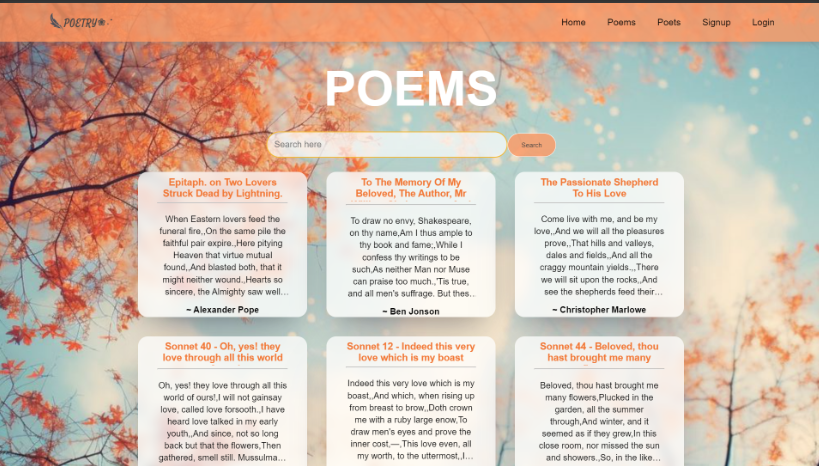 POETRY
Home Poems Poets Signup Login
POEMS
Search here
Search
Epitaph. on Two Lovers
Struck Dead by Lightning.
When Eastern lovers feed the
funeral fire,,On the same pile the
faithful pair expire.,Here pitying
Heaven that virtue mutual
found,,And blasted both, that it
might neither wound.,Hearts so
sincere, the Almighty saw well...
~ Alexander Pope
To The Memory Of My
Beloved, The Author, Mr
To draw no envy, Shakespeare,
on thy name,Am I thus ample to
thy book and fame;,While I
confess thy writings to be
such,As neither Man nor Muse
can praise too much.,'Tis true,
and all men's suffrage. But thes...
~ Ben Jonson
The Passionate Shepherd
To His Love
Come live with me, and be my
love,,And we will all the pleasures
prove,,That hills and valleys,
dales and fields,,And all the
craggy mountain yields.,,There
we will sit upon the rocks,,And
see the shepherds feed their...
~ Christopher Marlowe
Sonnet 40 - Oh, yes! they
love through all this world
Oh, yes! they love through all this
world of ours!,I will not gainsay
love, called love forsooth.,I have
heard love talked in my early
youth,,And since, not so long
back but that the flowers,Then
gathered, smell still. Mussulma...
Sonnet 12 - Indeed this very
love which is my boast
Indeed this very love which is my
boast,,And which, when rising up
from breast to brow,,Doth crown
me with a ruby large enow,To
draw men's eyes and prove the
inner cost,—,This love even, all
my worth, to the uttermost,,I...
Sonnet 44 - Beloved, thou
hast brought me many
Beloved, thou hast brought me
many flowers,Plucked in the
garden, all the summer
through,And winter, and it
seemed as if they grew,In this
close room, nor missed the sun
and showers.,So, in the like...